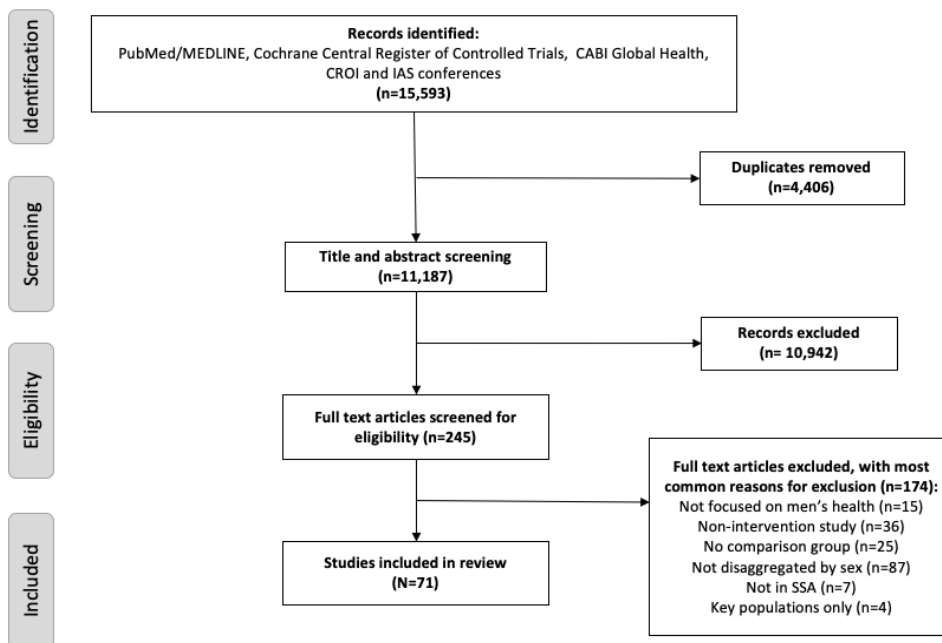 Identification
Records identified:
PubMed/MEDLINE, Cochrane Central Register of Controlled Trials, CABI Global Health,
CROI and IAS conferences
(n=15,593)
Duplicates removed
(n=4,406)
Screening
Title and abstract screening
(n=11,187)
Records excluded
(n= 10,942)
Eligibility
Full text articles screened for
eligibility (n=245)
Full text articles excluded, with most
common reasons for exclusion (n=174):
Not focused on men's health (n=15)
Non-intervention study (n=36)
No comparison group (n=25)
Not disaggregated by sex (n=87)
Not in SSA (n=7)
Key populations only (n=4)
Included
Studies included in review
(N=71)